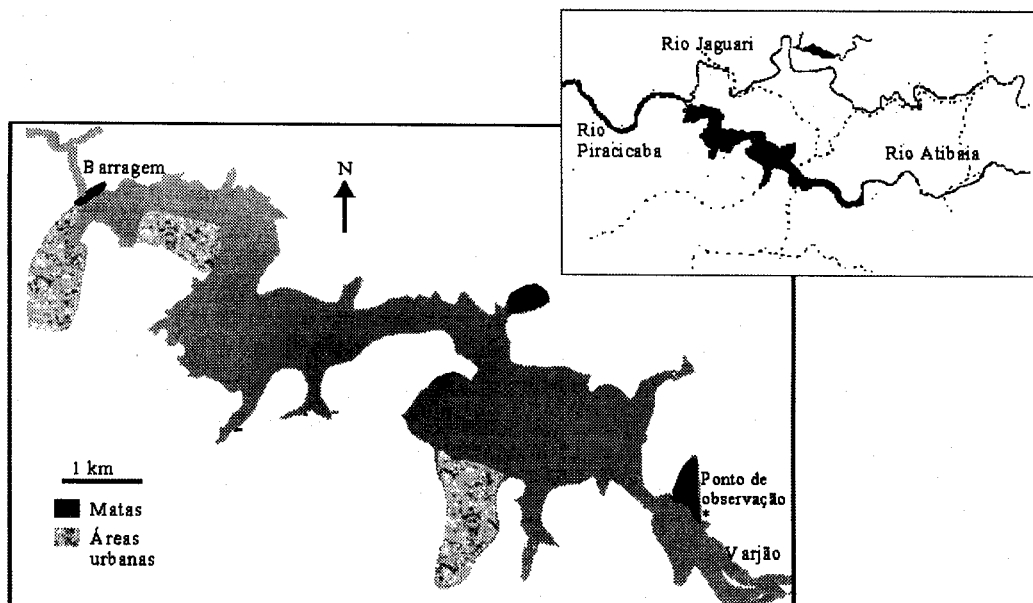 Rio Jaguari
Rio
Piracicaba
Rio Atibaia
Barragem
N
Ponto de
observação
*
Varjão
1 km
Matas
Áreas
urbanas